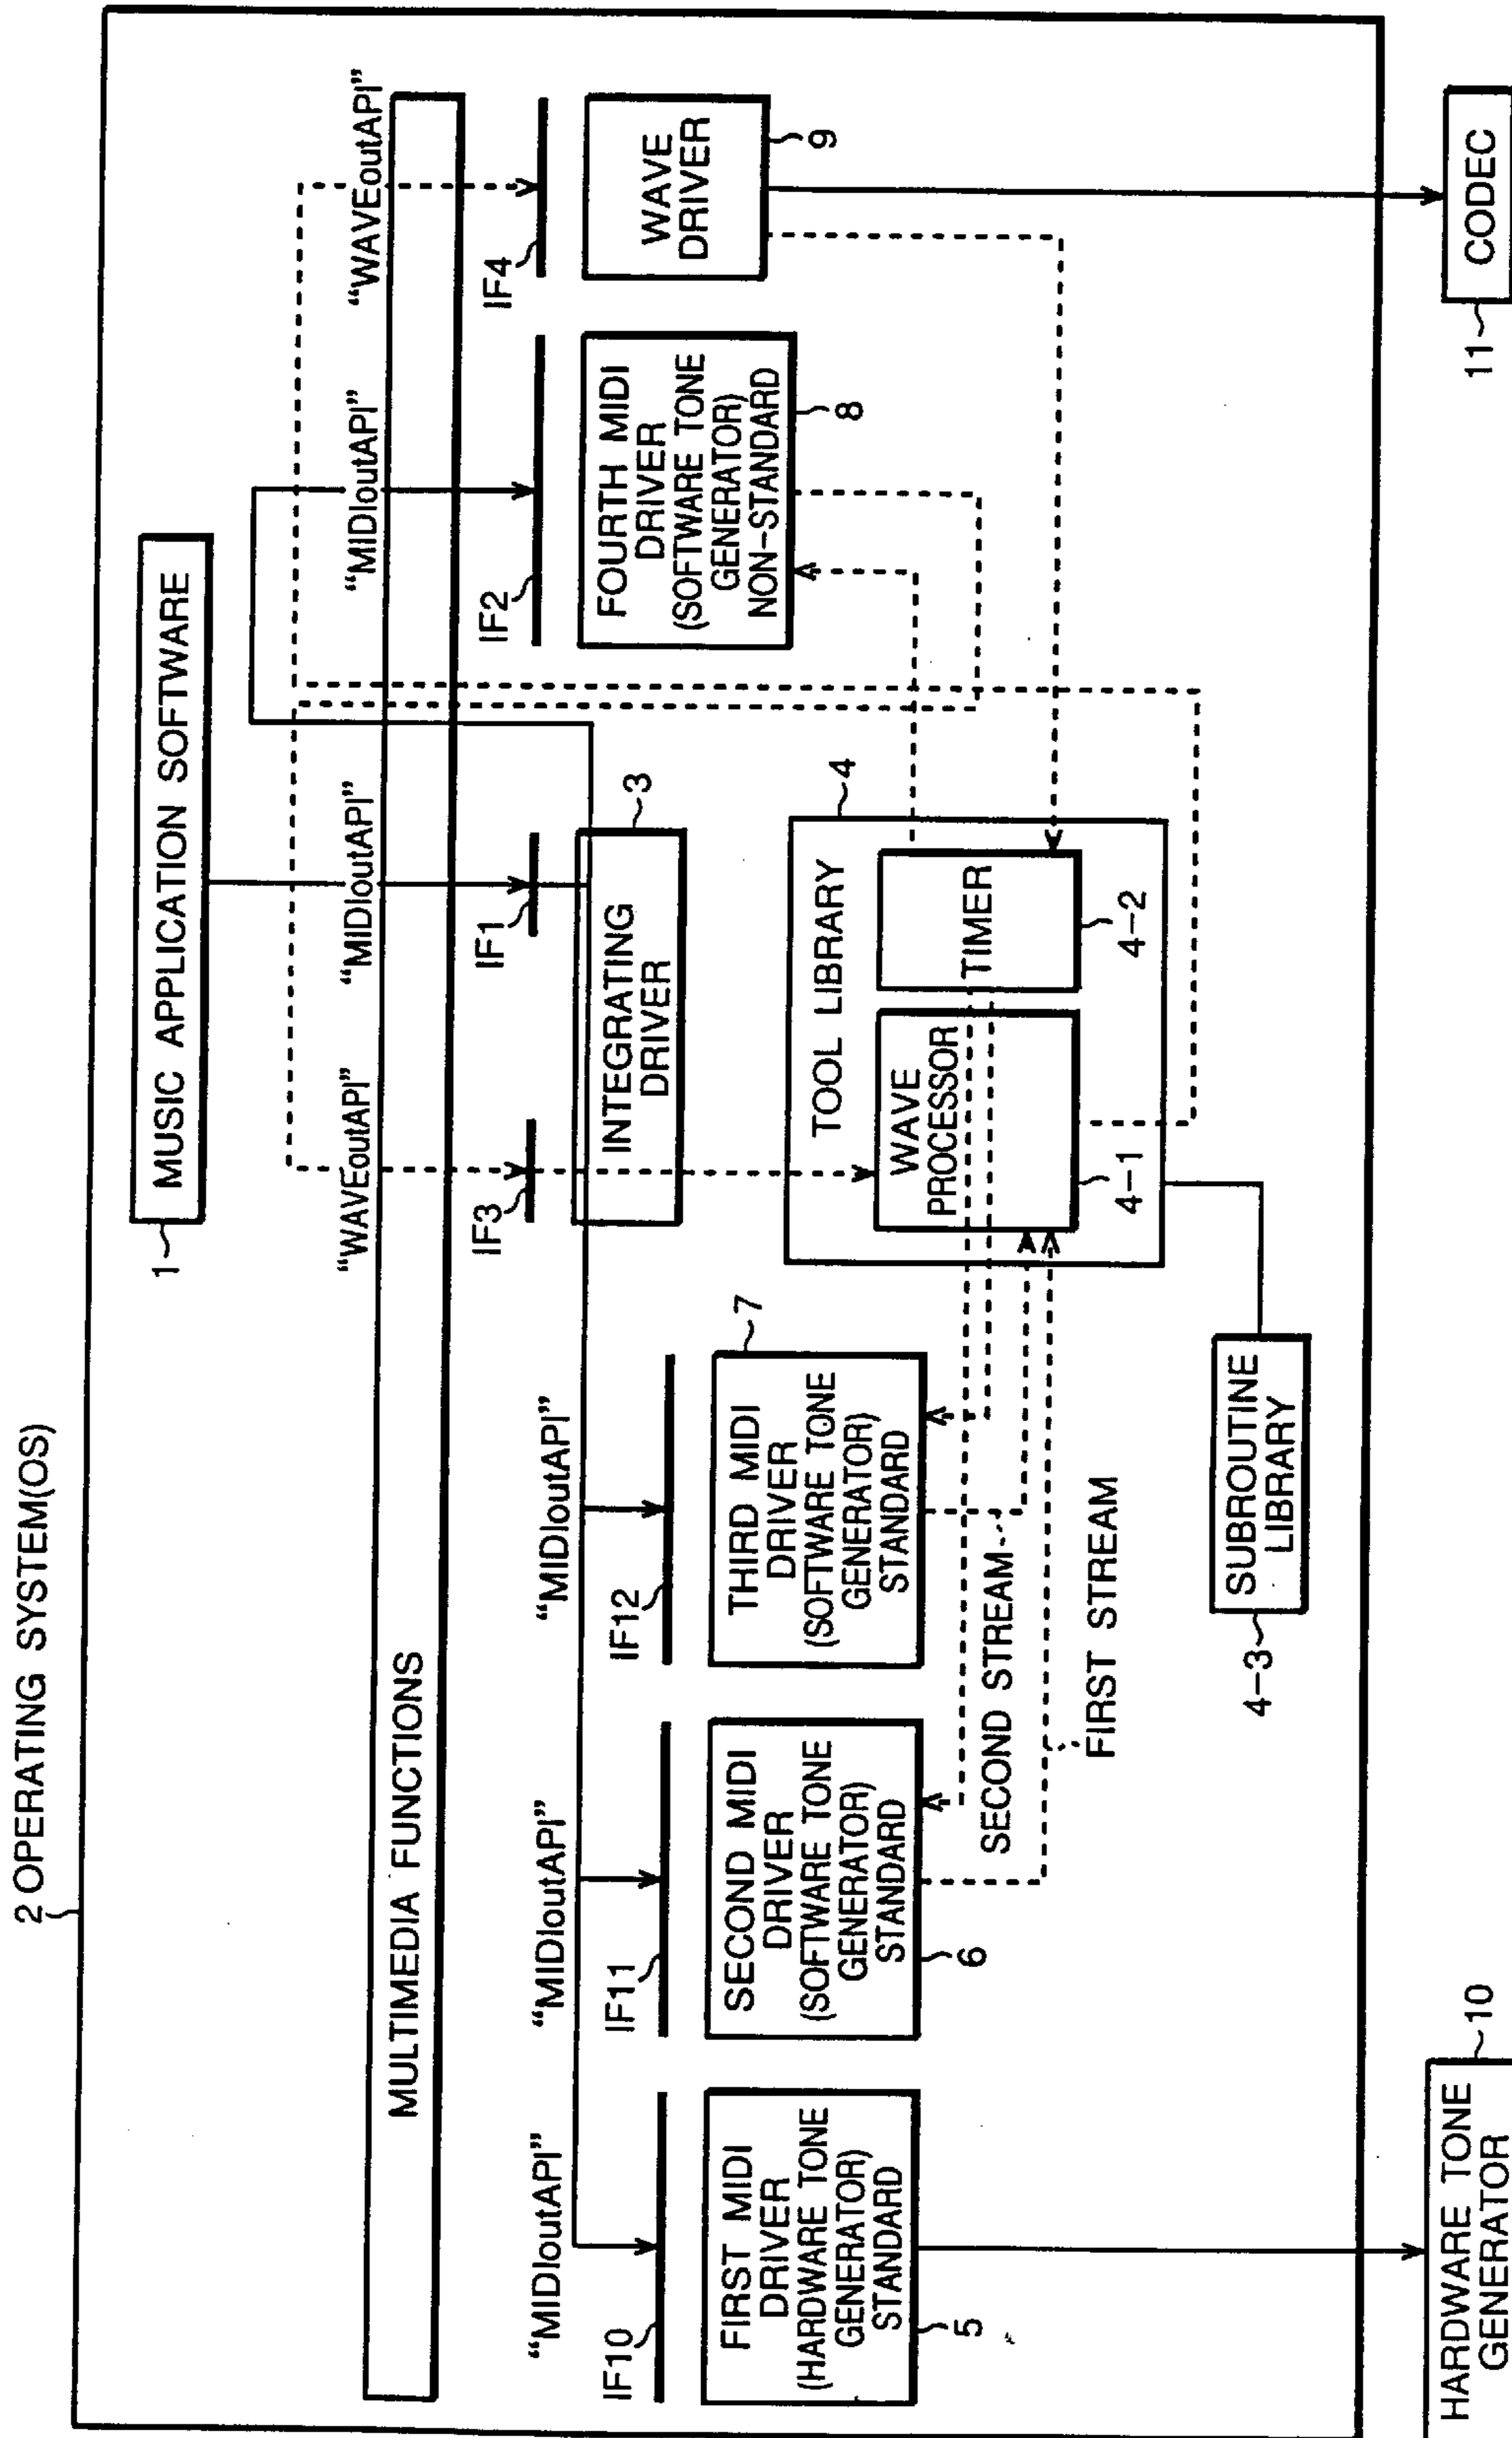 2 OPERATING SYSTEM(OS)
1
MUSIC APPLICATION SOFTWARE
"MIDIoutAPI"
"WAVEoutAPI"
"MIDIoutAPI"
"WAVEoutAPI"
MULTIMEDIA FUNCTIONS
IF3
IF1
IF2
IF4
INTEGRATING
DRIVER
3
"MIDIoutAPI"
"MIDIoutAPI"
"MIDIoutAPI"
IF10
IF11
IF12
FIRST MIDI
DRIVER
(HARDWARE TONE
GENERATOR)
STANDARD
5
SECOND MIDI
DRIVER
(SOFTWARE TONE
GENERATOR)
STANDARD
6
THIRD MIDI
DRIVER
(SOFTWARE TONE
GENERATOR)
STANDARD
7
FOURTH MIDI
DRIVER
(SOFTWARE TONE
GENERATOR)
NON-STANDARD
8
WAVE
DRIVER
9
TOOL LIBRARY
4
WAVE
PROCESSOR
4-1
TIMER
4-2
SECOND STREAM
FIRST STREAM
4-3
SUBROUTINE
LIBRARY
HARDWARE TONE
GENERATOR
10
11
CODEC